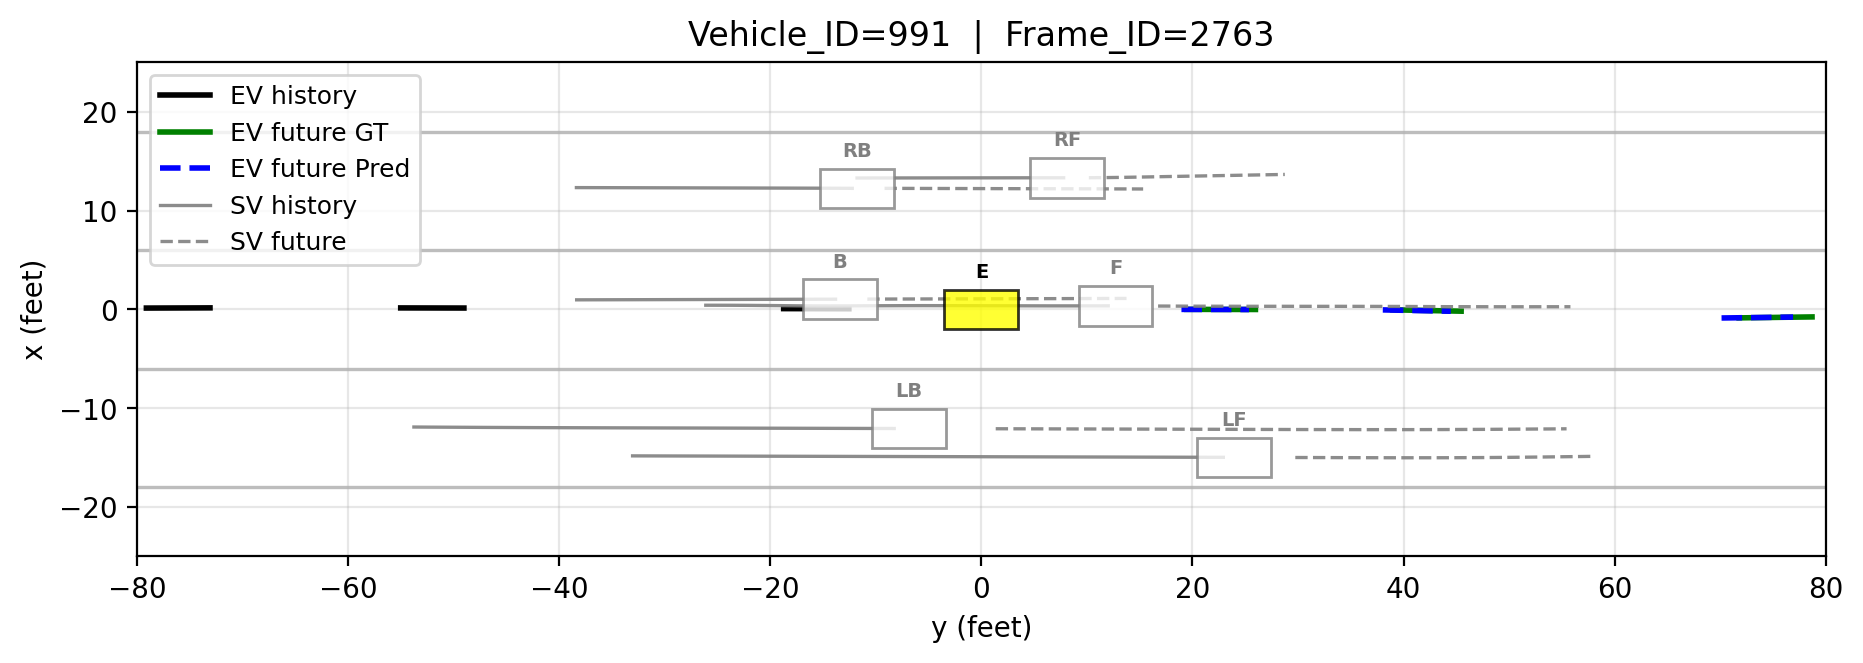 Vehicle_ID=991 | Frame_ID=2763
EV history
EV future GT
EV future Pred
SV history
SV future
RB
RF
B
E
F
LB
LF
20
10
0
−10
−20
x (feet)
−80
−60
−40
−20
0
20
40
60
80
y (feet)